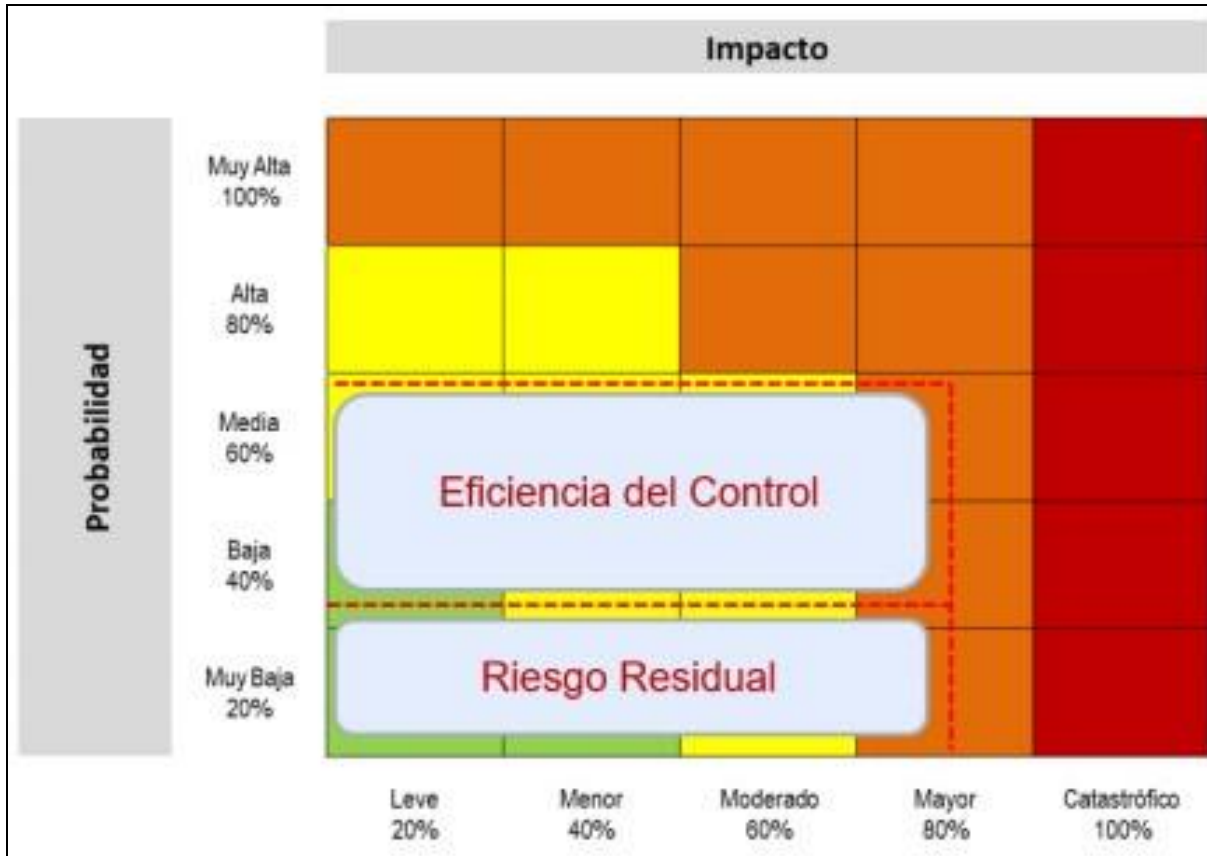 Impacto
Probabilidad
Muy Alta
100%
Alta
80%
Media
60%
Baja
40%
Muy Baja
20%
Eficiencia del Control
Riesgo Residual
Leve
20%
Menor
40%
Moderado
60%
Mayor
80%
Catastrófico
100%